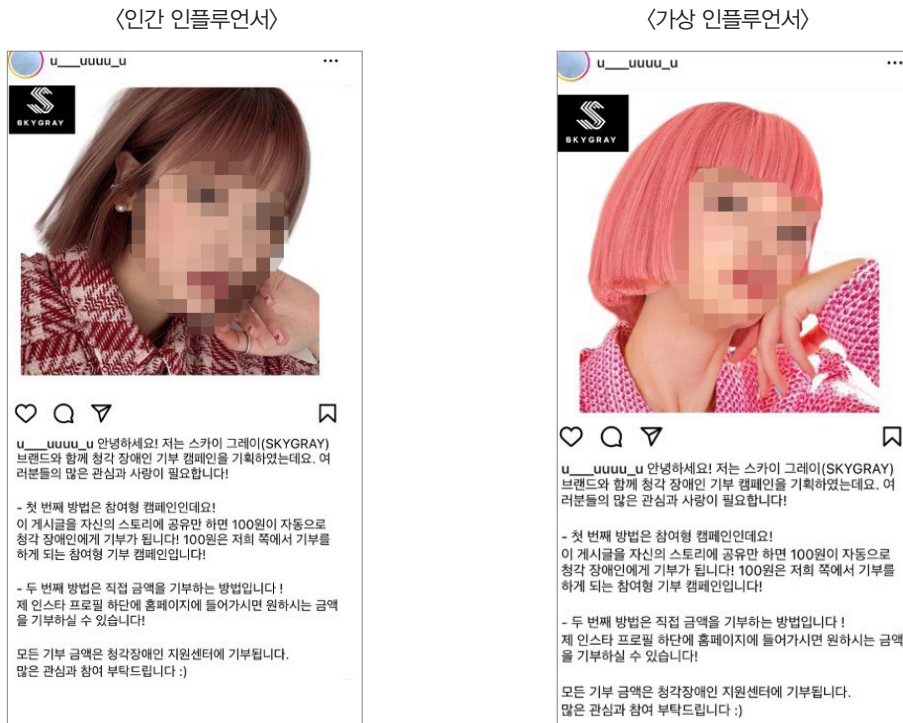 〈인간 인플루언서〉
u___uuuu_u
SKYGRAY
u___uuuu_u 안녕하세요! 저는 스카이 그레이(SKYGRAY)
브랜드와 함께 청각 장애인 기부 캠페인을 기획하였는데요. 여
러분들의 많은 관심과 사랑이 필요합니다!
- 첫 번째 방법은 참여형 캠페인인데요!
이 게시글을 자신의 스토리에 공유만 하면 100원이 자동으로
청각 장애인에게 기부가 됩니다! 100원은 저희 쪽에서 기부를
하게 되는 참여형 기부 캠페인입니다!
- 두 번째 방법은 직접 금액을 기부하는 방법입니다 !
제 인스타 프로필 하단에 홈페이지에 들어가시면 원하시는 금액
을 기부하실 수 있습니다!
모든 기부 금액은 청각장애인 지원센터에 기부됩니다.
많은 관심과 참여 부탁드립니다 :)
〈가상 인플루언서〉
u___uuuu_u
SKYGRAY
u___uuuu_u 안녕하세요! 저는 스카이 그레이(SKYGRAY)
브랜드와 함께 청각 장애인 기부 캠페인을 기획하였는데요. 여
러분들의 많은 관심과 사랑이 필요합니다!
- 첫 번째 방법은 참여형 캠페인인데요!
이 게시글을 자신의 스토리에 공유만 하면 100원이 자동으로
청각 장애인에게 기부가 됩니다! 100원은 저희 쪽에서 기부를
하게 되는 참여형 기부 캠페인입니다!
- 두 번째 방법은 직접 금액을 기부하는 방법입니다 !
제 인스타 프로필 하단에 홈페이지에 들어가시면 원하시는 금액
을 기부하실 수 있습니다!
모든 기부 금액은 청각장애인 지원센터에 기부됩니다.
많은 관심과 참여 부탁드립니다 :)